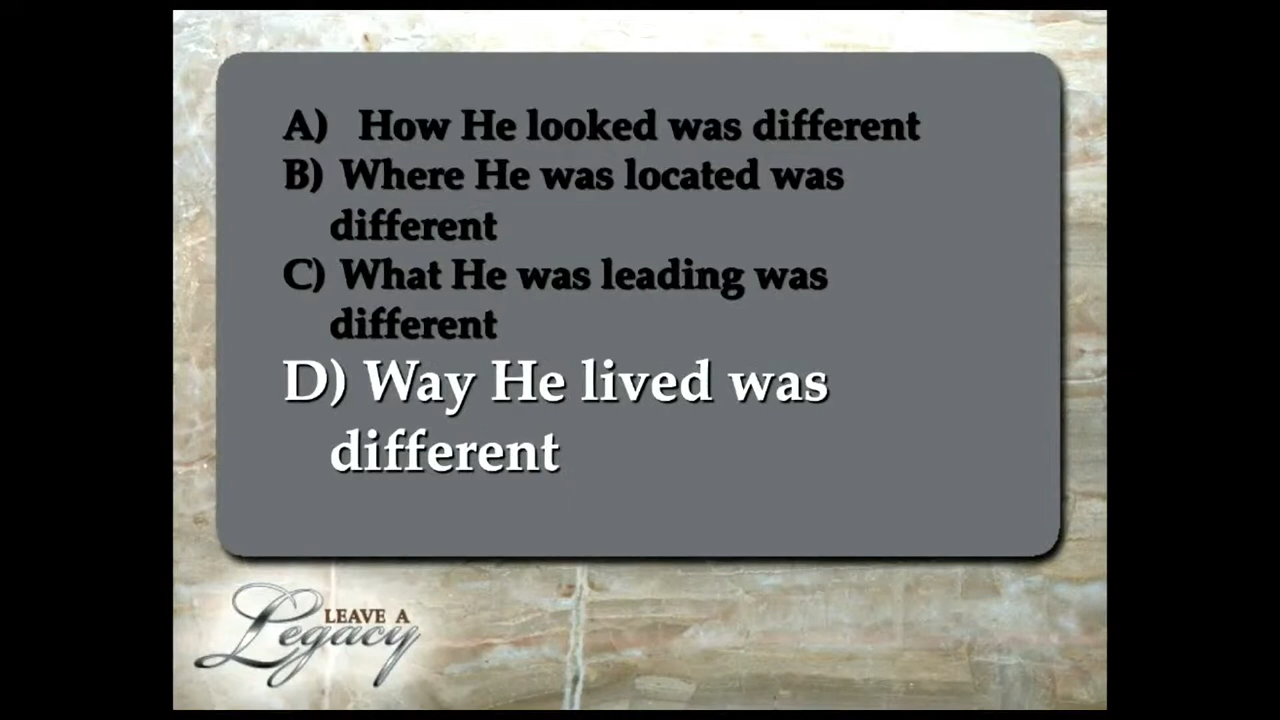 A) How He looked was different
B) Where He was located was
different
C) What He was leading was
different
D) Way He lived was
different
LEAVE A
Legacy